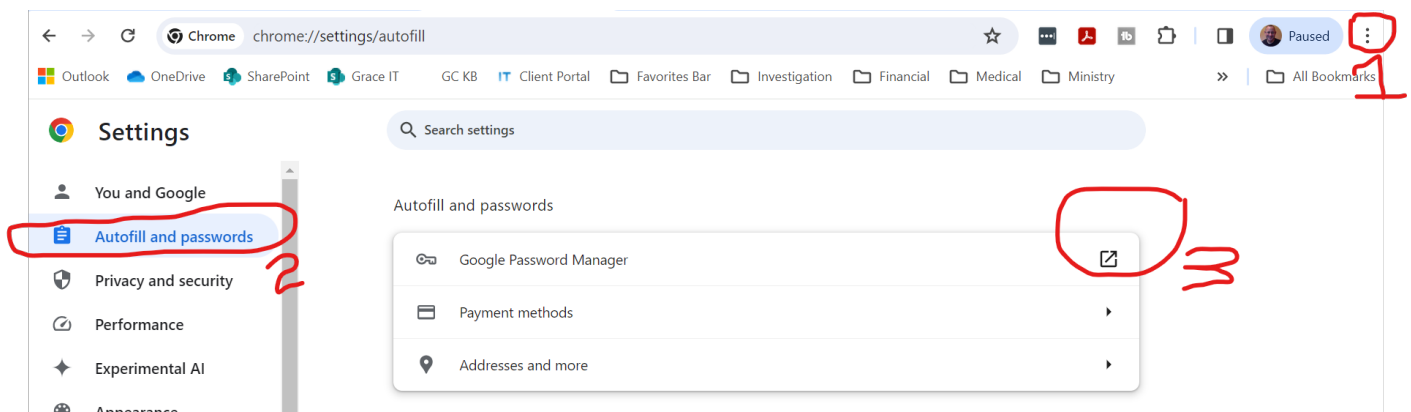 Chrome chrome://settings/autofill Paused
1
Outlook OneDrive SharePoint Grace IT GC KB IT Client Portal Favorites Bar Investigation Financial Medical Ministry » All Bookmarks
Settings
Search settings
You and Google
Autofill and passwords
2
Privacy and security
Performance
Experimental AI
Appearance
Autofill and passwords
Google Password Manager
3
Payment methods
Addresses and more